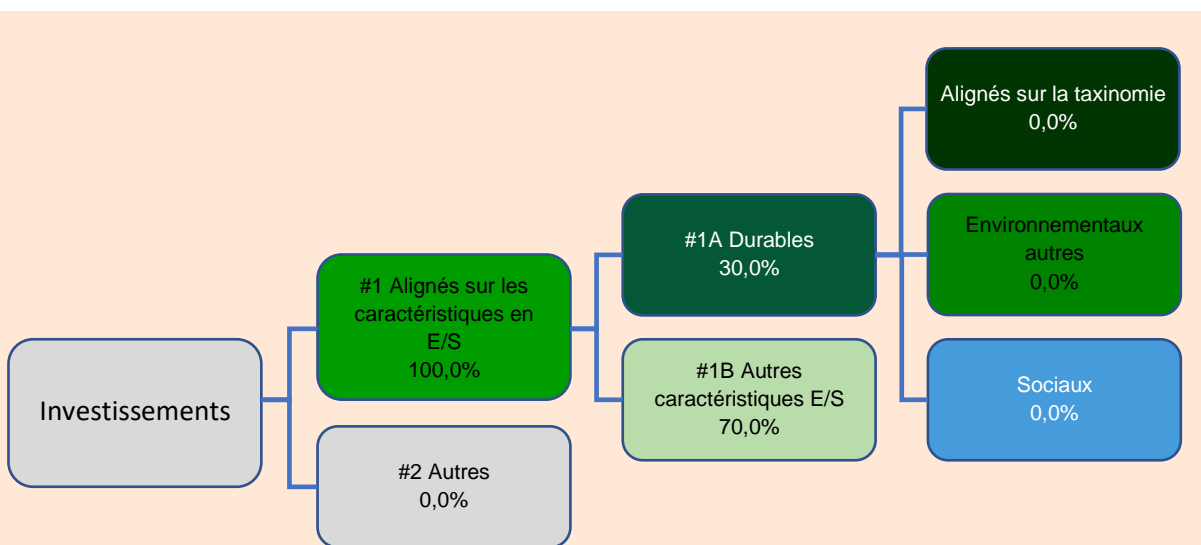 Investissements
#1 Alignés sur les
caractéristiques en
E/S
100,0%
#2 Autres
0,0%
#1A Durables
30,0%
#1B Autres
caractéristiques E/S
70,0%
Alignés sur la taxinomie
0,0%
Environnementaux
autres
0,0%
Sociaux
0,0%